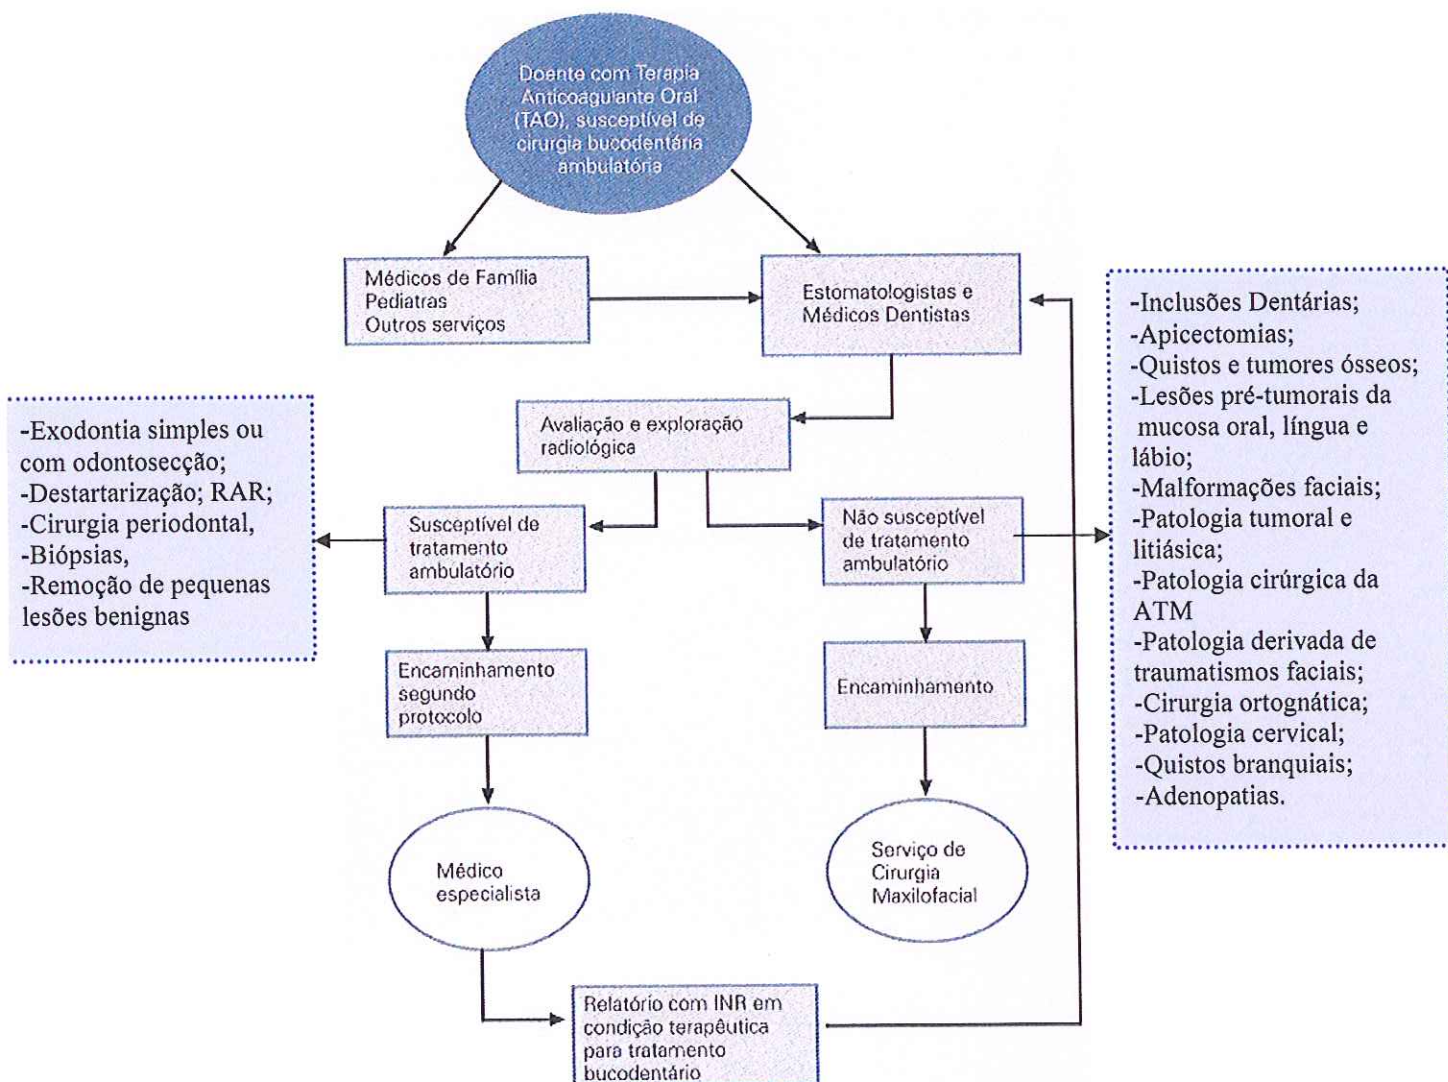 Doente com Terapia
Anticoagulante Oral
(TAO), susceptível de
cirurgia bucodentária
ambulatória
Médicos de Família
Pediatras
Outros serviços
Estomatologistas e
Médicos Dentistas
Avaliação e exploração
radiológica
-Exodontia simples ou
com odontosecção;
-Destartarização; RAR;
-Cirurgia periodontal,
-Biópsias,
-Remoção de pequenas
lesões benignas
Susceptível de
tratamento
ambulatório
Não susceptível
de tratamento
ambulatório
-Inclusões Dentárias;
-Apicectomias;
-Quistos e tumores ósseos;
-Lesões pré-tumorais da
mucosa oral, língua e
lábio;
-Malformações faciais;
-Patologia tumoral e
litiásica;
-Patologia cirúrgica da
ATM
-Patologia derivada de
traumatismos faciais;
-Cirurgia ortognática;
-Patologia cervical;
-Quistos branquiais;
-Adenopatias.
Encaminhamento
segundo
protocolo
Encaminhamento
Médico
especialista
Serviço de
Cirurgia
Maxilofacial
Relatório com INR em
condição terapêutica
para tratamento
bucodentário